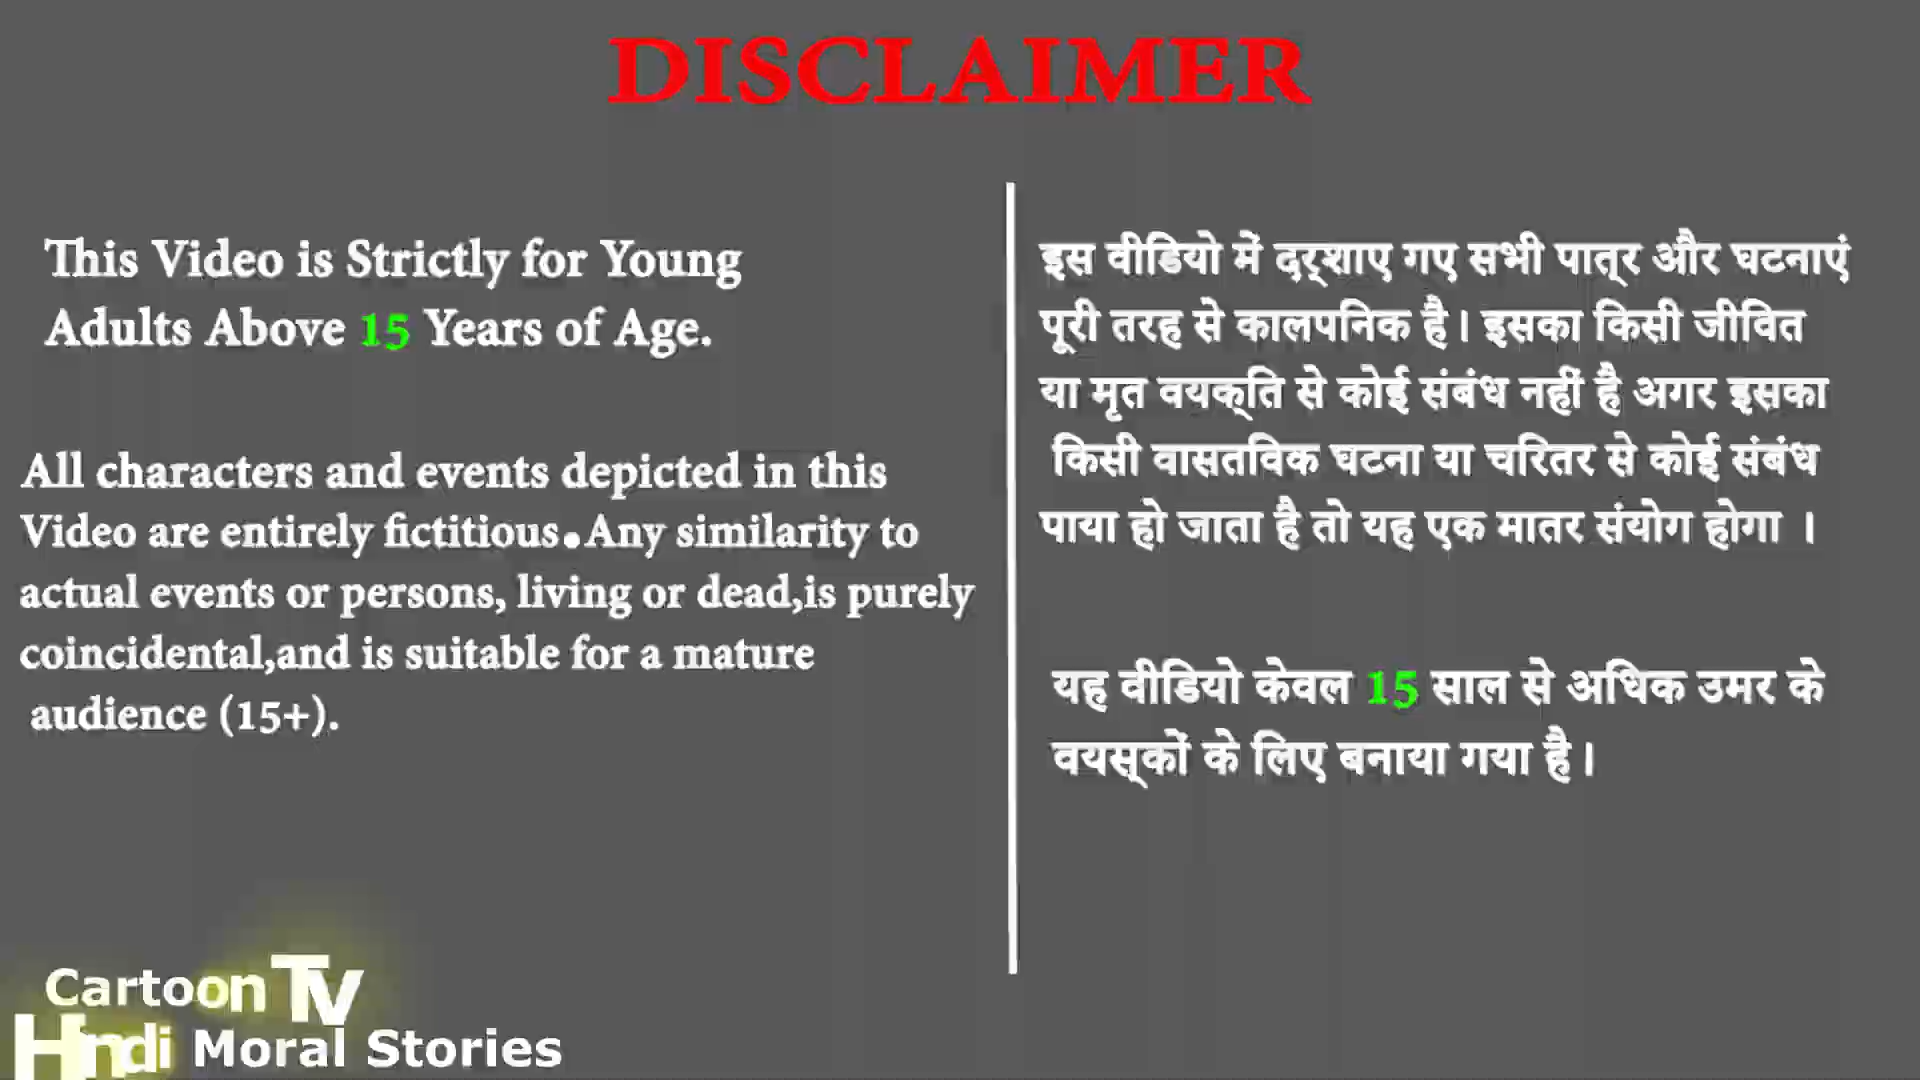 DISCLAIMER
This Video is Strictly for Young
Adults Above 15 Years of Age.
All characters and events depicted in this
Video are entirely fictitious.Any similarity to
actual events or persons, living or dead,is purely
coincidental,and is suitable for a mature
audience (15+).
इस वीडियो में दर्‌शाए गए सभी पात्‌र और घटनाएं
पूरी तरह से कालपनिक है। इसका किसी जीवित
या मृत वयक्‌ति से कोई संबंध नहीं है अगर इसका
किसी वासतविक घटना या चरितर से कोई संबंध
पाया हो जाता है तो यह एक मातर संयोग होगा ।
यह वीडियो केवल 15 साल से अधिक उमर के
वयस्‌कों के लिए बनाया गया है।
Cartoon Tv
Hindi Moral Stories